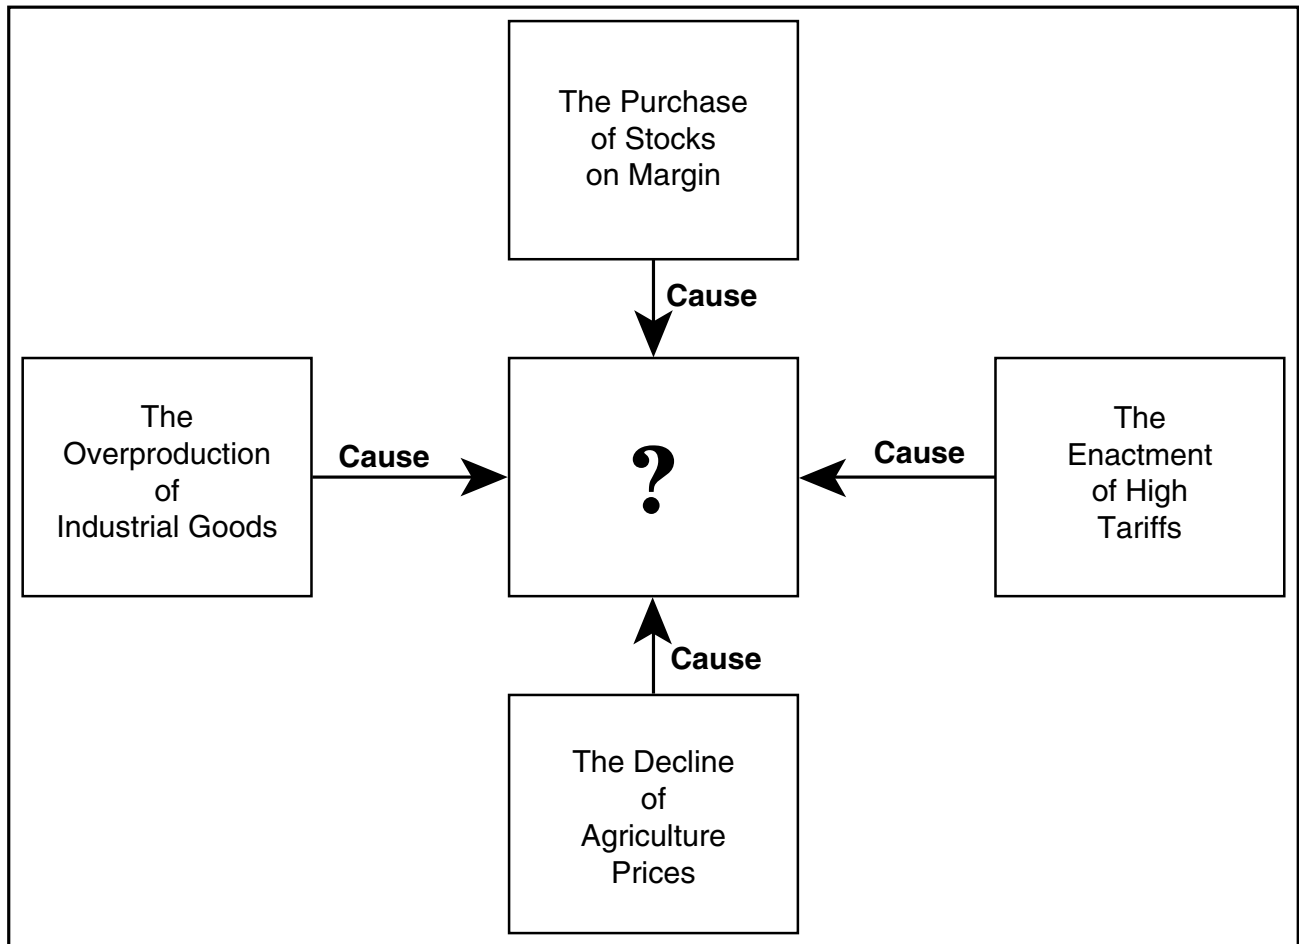 The Purchase
of Stocks
on Margin
Cause
The
Overproduction
of
Industrial Goods
Cause
?
Cause
The
Enactment
of High
Tariffs
Cause
The Decline
of
Agriculture
Prices